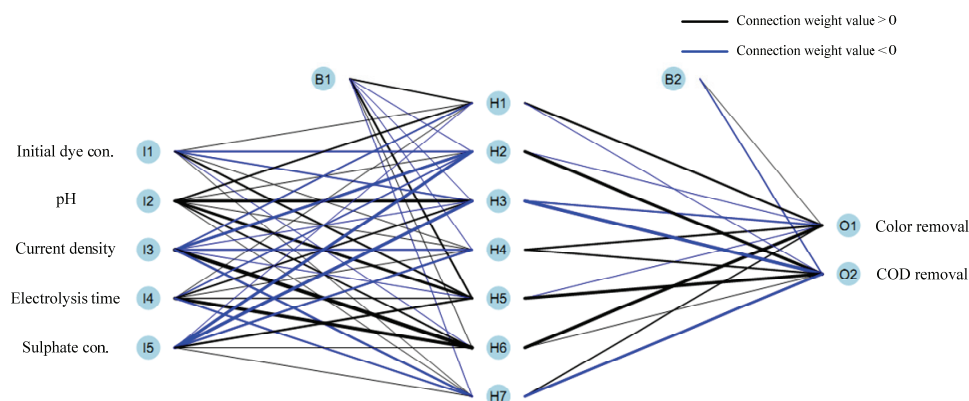 Connection weight value > 0
Connection weight value < 0
B1
B2
H1
Initial dye con.
I1
H2
pH
I2
H3
O1
Color removal
Current density
I3
H4
O2
COD removal
Electrolysis time
I4
H5
Sulphate con.
I5
H6
H7